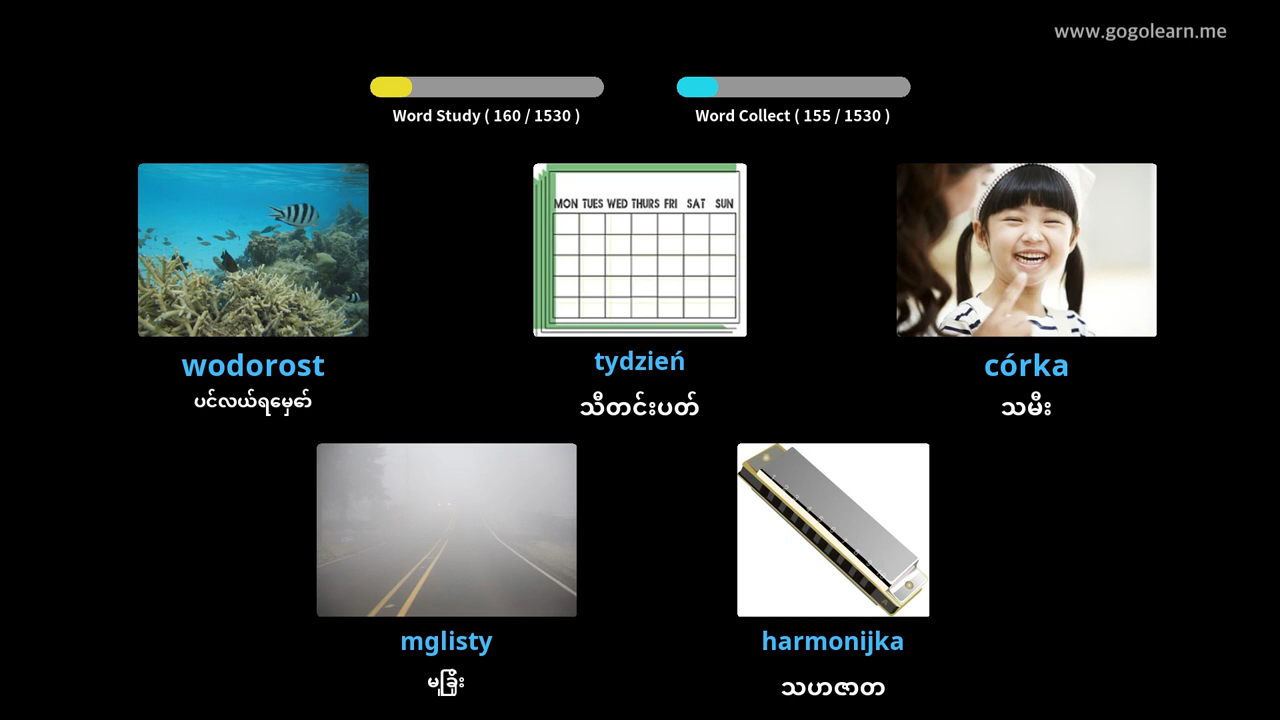 www.gogolearn.me
Word Study ( 160 / 1530 )
Word Collect ( 155 / 1530 )
MON TUES WED THURS FRI SAT SUN
wodorost
ပင်လယ်ရမှော်
tydzień
သီတင်းပတ်
córka
သမီး
mglisty
harmonijka
သဟဇာတ